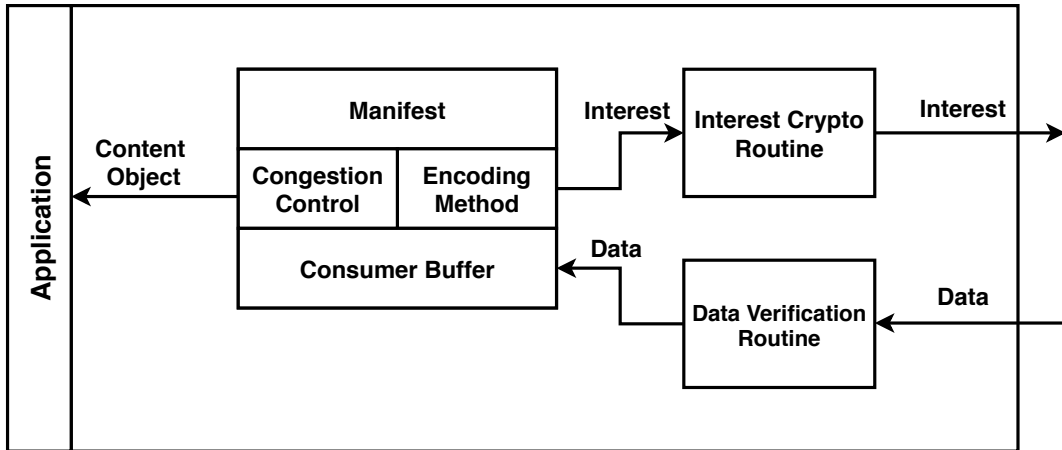 Application
Content
Object
Manifest
Congestion
Control
Encoding
Method
Consumer Buffer
Interest
Interest Crypto
Routine
Interest
Data
Data Verification
Routine
Data